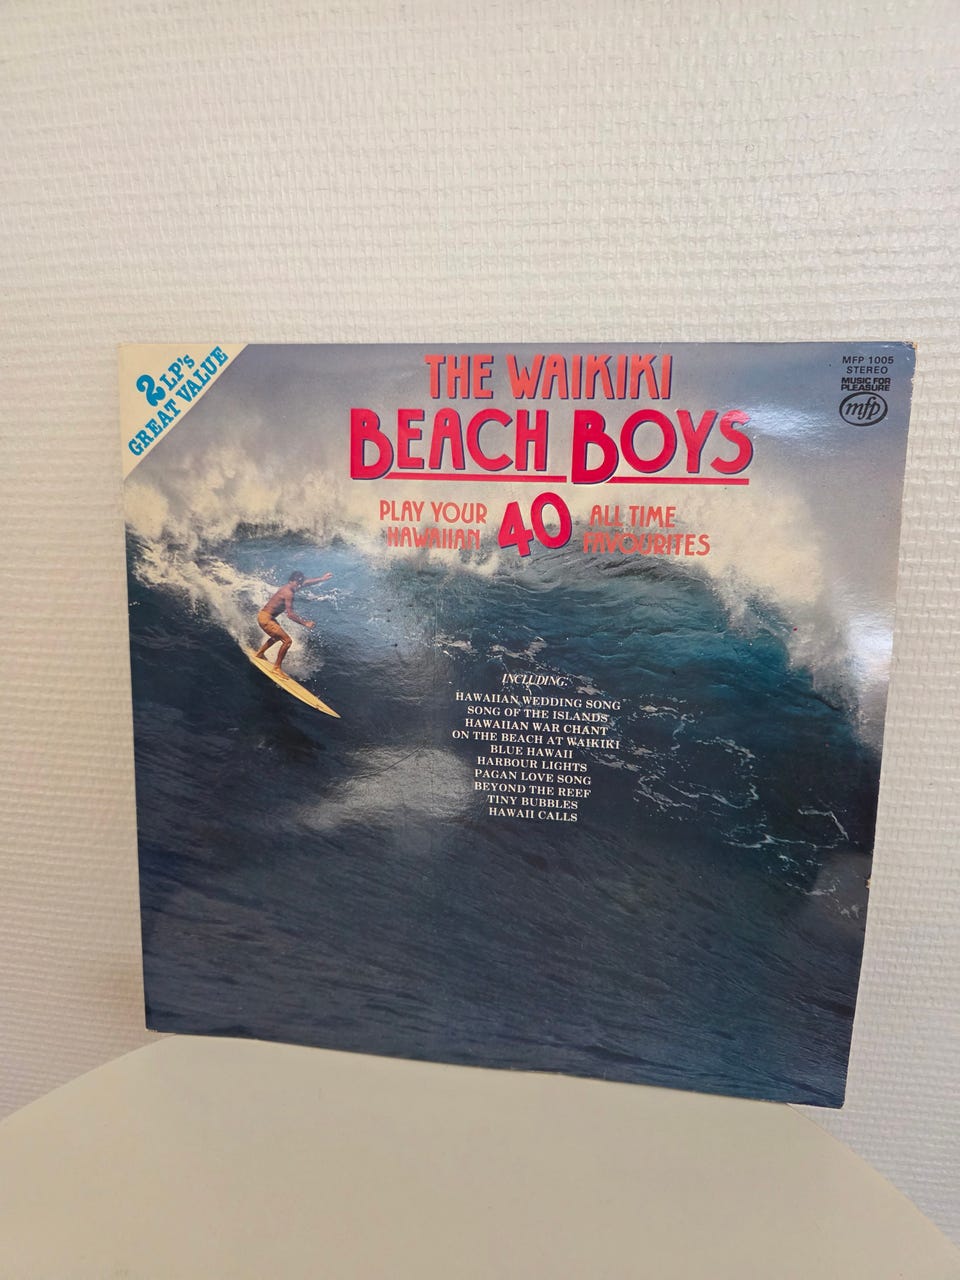 2 LP's
GREAT VALUE
THE WAIKIKI
BEACH BOYS
PLAY YOUR
HAWAIIAN
40
ALL TIME
FAVOURITES
MFP 1005
STEREO
MUSIC FOR
PLEASURE
mfp
INCLUDING:
HAWAIIAN WEDDING SONG
SONG OF THE ISLANDS
HAWAIIAN WAR CHANT
ON THE BEACH AT WAIKIKI
BLUE HAWAII
HARBOUR LIGHTS
PAGAN LOVE SONG
BEYOND THE REEF
TINY BUBBLES
HAWAII CALLS